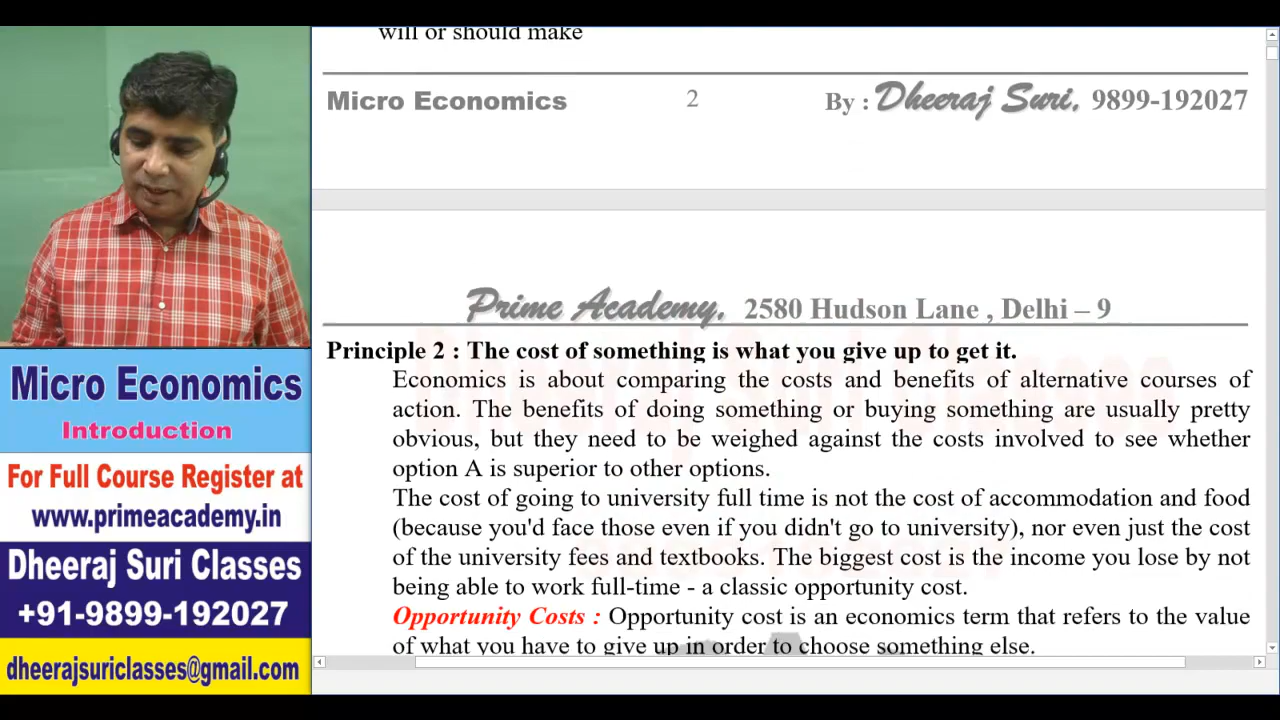 will or should make
Micro Economics 2 By : Dheeraj Suri, 9899-192027
Prime Academy, 2580 Hudson Lane , Delhi – 9
Principle 2 : The cost of something is what you give up to get it.
Economics is about comparing the costs and benefits of alternative courses of
action. The benefits of doing something or buying something are usually pretty
obvious, but they need to be weighed against the costs involved to see whether
option A is superior to other options.
The cost of going to university full time is not the cost of accommodation and food
(because you'd face those even if you didn't go to university), nor even just the cost
of the university fees and textbooks. The biggest cost is the income you lose by not
being able to work full-time - a classic opportunity cost.
Opportunity Costs : Opportunity cost is an economics term that refers to the value
of what you have to give up in order to choose something else.
Micro Economics
Introduction
For Full Course Register at
www.primeacademy.in
Dheeraj Suri Classes
+91-9899-192027
dheerajsuriclasses@gmail.com